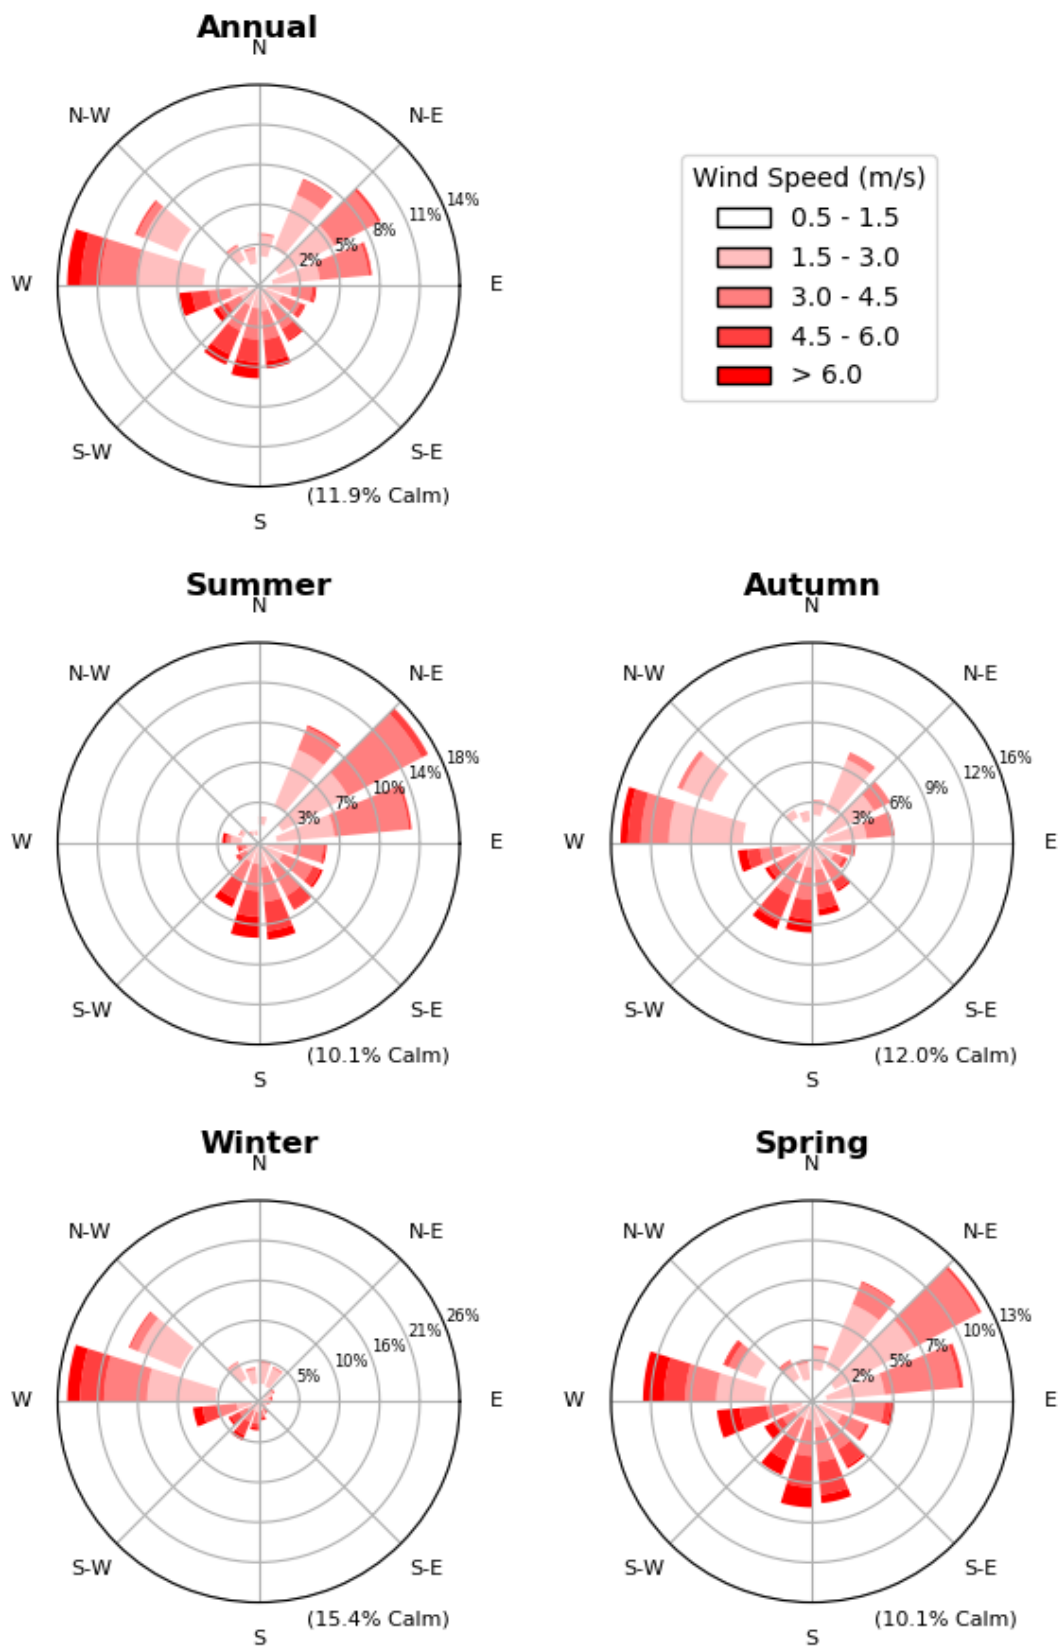 Annual
N
N-W
N-E
14%
11%
8%
5%
2%
W
E
S-W
S-E
(11.9% Calm)
S
Wind Speed (m/s)
0.5 - 1.5
1.5 - 3.0
3.0 - 4.5
4.5 - 6.0
> 6.0
Summer
N
N-W
N-E
18%
14%
10%
7%
3%
W
E
S-W
S-E
(10.1% Calm)
S
Autumn
N
N-W
N-E
16%
12%
9%
6%
3%
W
E
S-W
S-E
(12.0% Calm)
S
Winter
N
N-W
N-E
26%
21%
16%
10%
5%
W
E
S-W
S-E
(15.4% Calm)
S
Spring
N
N-W
N-E
13%
10%
7%
5%
2%
W
E
S-W
S-E
(10.1% Calm)
S